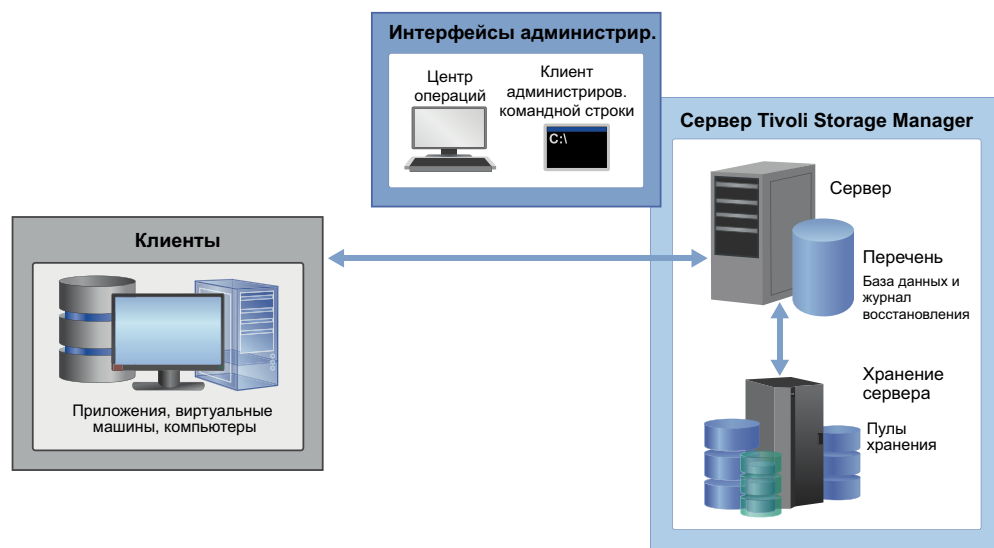 Интерфейсы администрир.
Центр
операций
Клиент
администриров.
командной строки
C:\
Сервер Tivoli Storage Manager
Сервер
Перечень
База данных и
журнал
восстановления
Хранение
сервера
Пулы
хранения
Клиенты
Приложения, виртуальные
машины, компьютеры